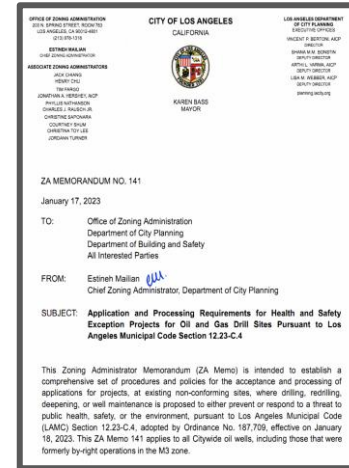 OFFICE OF ZONING ADMINISTRATION
200 N. SPRING STREET, ROOM 763
LOS ANGELES, CA 90012-4801
(213) 978-1318
ESTINEH MAILIAN
CHIEF ZONING ADMINISTRATOR
ASSOCIATE ZONING ADMINISTRATORS
JACK CHIANG
HENRY CHU
TIM FARGO
JONATHAN A. HERSHEY, AICP
PHYLLIS NATHANSON
CHARLES J. RAUSCH JR.
CHRISTINE SAPONARA
COURTNEY SHUM
CHRISTINA TOY LEE
JORDANN TURNER
CITY OF LOS ANGELES
CALIFORNIA
KAREN BASS
MAYOR
LOS ANGELES DEPARTMENT
OF CITY PLANNING
EXECUTIVE OFFICES
VINCENT P. BERTONI, AICP
DIRECTOR
SHANA M.M. BONSTIN
DEPUTY DIRECTOR
ARTHI L. VARMA, AICP
DEPUTY DIRECTOR
LISA M. WEBBER, AICP
DEPUTY DIRECTOR
planning.lacity.org
ZA MEMORANDUM NO. 141
January 17, 2023
TO: Office of Zoning Administration
Department of City Planning
Department of Building and Safety
All Interested Parties
FROM: Estineh Mailian
Chief Zoning Administrator, Department of City Planning
SUBJECT: Application and Processing Requirements for Health and Safety
Exception Projects for Oil and Gas Drill Sites Pursuant to Los
Angeles Municipal Code Section 12.23-C.4
This Zoning Administrator Memorandum (ZA Memo) is intended to establish a
comprehensive set of procedures and policies for the acceptance and processing of
applications for projects, at existing non-conforming sites, where drilling, redrilling,
deepening, or well maintenance is proposed to either prevent or respond to a threat to
public health, safety, or the environment, pursuant to Los Angeles Municipal Code
(LAMC) Section 12.23-C.4, adopted by Ordinance No. 187,709, effective on January
18, 2023. This ZA Memo 141 applies to all Citywide oil wells, including those that were
formerly by-right operations in the M3 zone.